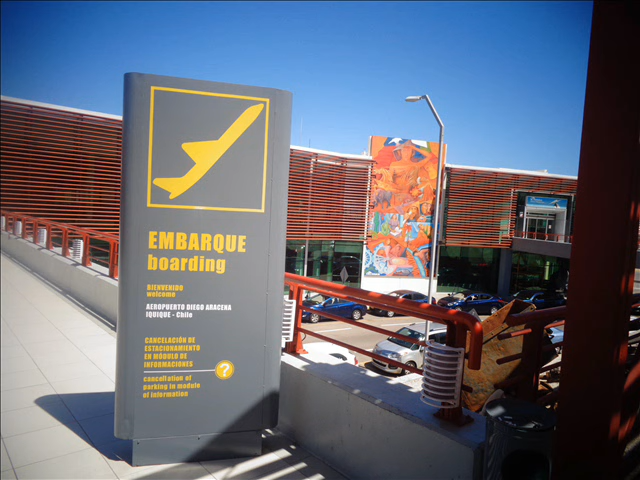 EMBARQUE
boarding
BIENVENIDO
welcome
AEROPUERTO DIEGO ARACENA
IQUIQUE - Chile
CANCELACIÓN DE
ESTACIONAMIENTO
EN MÓDULO DE
INFORMACIONES
cancellation of
parking in module
of information
?